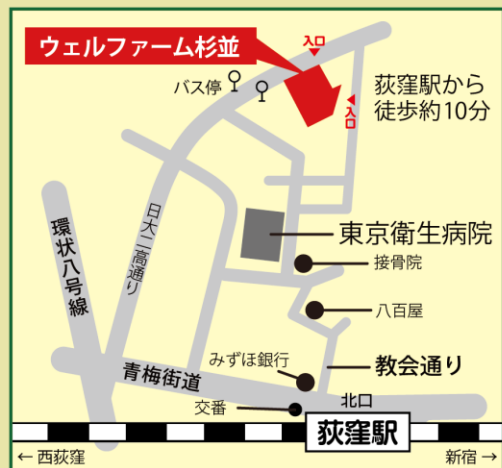 ウェルファーム杉並
入口
バス停
荻窪駅から
徒歩約10分
入口
日大二高通り
環状八号線
東京衛生病院
接骨院
八百屋
みずほ銀行
教会通り
青梅街道
交番
北口
荻窪駅
← 西荻窪
新宿 →